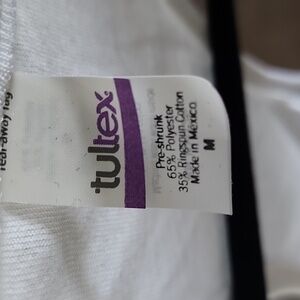 Tear-away tag
tultex
Pre-shrunk
65% Polyester
35% Ringspun Cotton
Made in Mexico
M